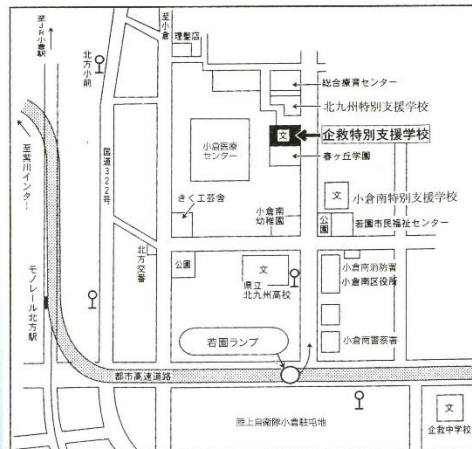 至JR小倉駅
至小倉
理髪店
北方小前
総合療育センター
北九州特別支援学校
文
企救特別支援学校
小倉医療
センター
春ヶ丘学園
国道322号
文
小倉南特別支援学校
きく工芸舎
小倉南
幼稚園
公園
若園市民福祉センター
北方交番
公園
文
県立
北九州高校
小倉南消防署
小倉南区役所
モノレール北方駅
若園ランプ
小倉南警察署
都市高速道路
陸上自衛隊小倉駐屯地
文
企救中学校